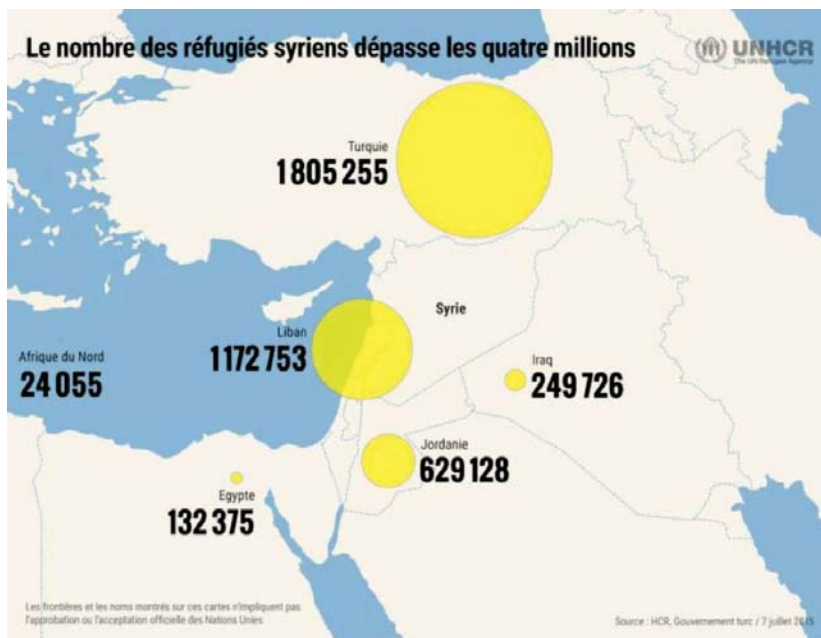 Le nombre des réfugiés syriens dépasse les quatre millions
UNHCR
The UN Refugee Agency
Turquie
1 805 255
Syrie
Liban
1 172 753
Afrique du Nord
24 055
Iraq
249 726
Jordanie
629 128
Egypte
132 375
Les frontières et les noms montrés sur ces cartes n'impliquent pas
l'approbation ou l'acceptation officielle des Nations Unies
Source : HCR, Gouvernement turc / 7 juillet 2015